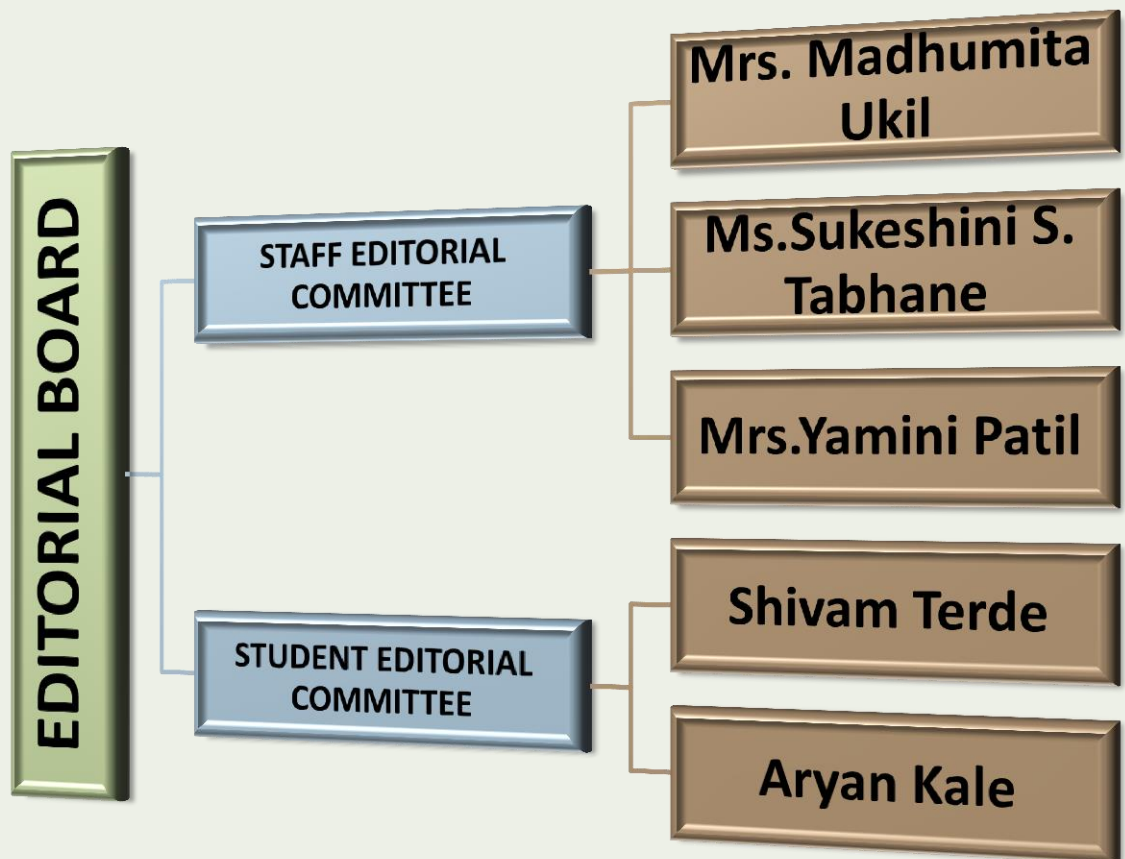 EDITORIAL BOARD
STAFF EDITORIAL
COMMITTEE
Mrs. Madhumita
Ukil
Ms.Sukeshini S.
Tabhane
Mrs.Yamini Patil
STUDENT EDITORIAL
COMMITTEE
Shivam Terde
Aryan Kale